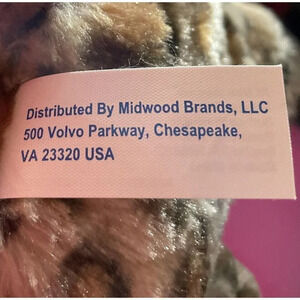 Distributed By Midwood Brands, LLC
500 Volvo Parkway, Chesapeake,
VA 23320 USA